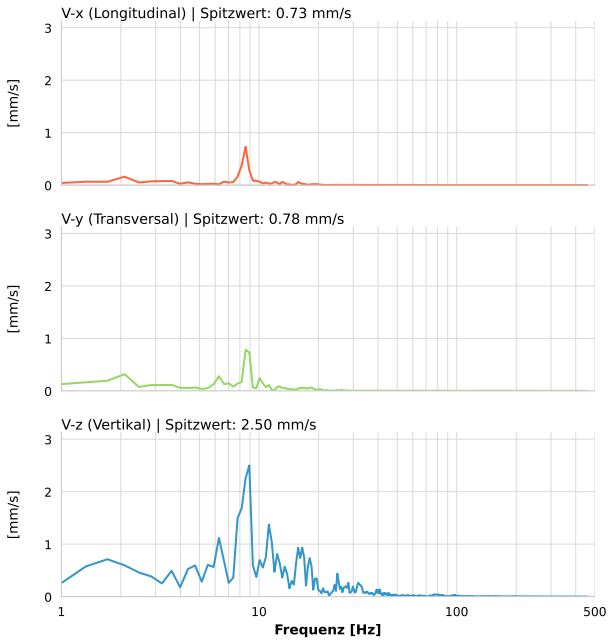 V-x (Longitudinal) | Spitzwert: 0.73 mm/s
3
2
1
0
[mm/s]
V-y (Transversal) | Spitzwert: 0.78 mm/s
3
2
1
0
[mm/s]
V-z (Vertikal) | Spitzwert: 2.50 mm/s
3
2
1
0
[mm/s]
1 10 100 500
Frequenz [Hz]